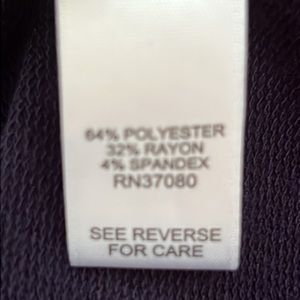 64% POLYESTER
32% RAYON
4% SPANDEX
RN37080
SEE REVERSE
FOR CARE